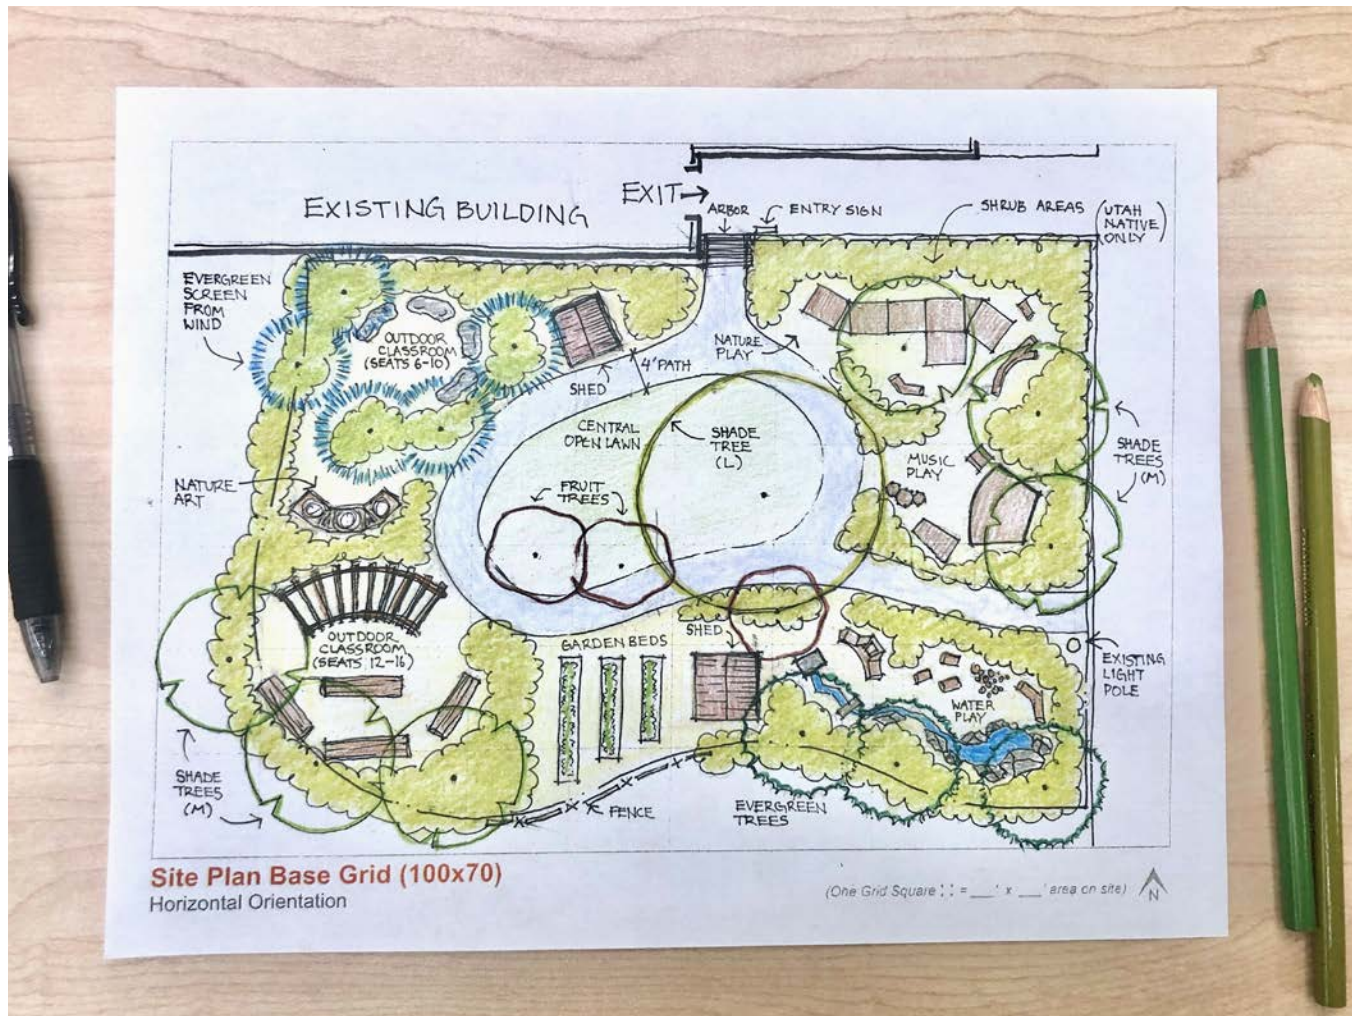 EXISTING BUILDING
EXIT→
ARBOR
ENTRY SIGN
SHRUB AREAS
(UTAH
NATIVE
ONLY)
EVERGREEN
SCREEN
FROM
WIND
OUTDOOR
CLASSROOM
(SEATS 6-10)
SHED
4' PATH
NATURE
PLAY
CENTRAL
OPEN LAWN
SHADE
TREE
(L)
MUSIC
PLAY
SHADE
TREES
(M)
NATURE
ART
FRUIT
TREES
OUTDOOR
CLASSROOM
(SEATS 12-16)
GARDEN BEDS
SHED
EXISTING
LIGHT
POLE
WATER
PLAY
SHADE
TREES
(M)
FENCE
EVERGREEN
TREES
Site Plan Base Grid (100x70)
Horizontal Orientation
(One Grid Square :: = ___' x ___' area on site)
N